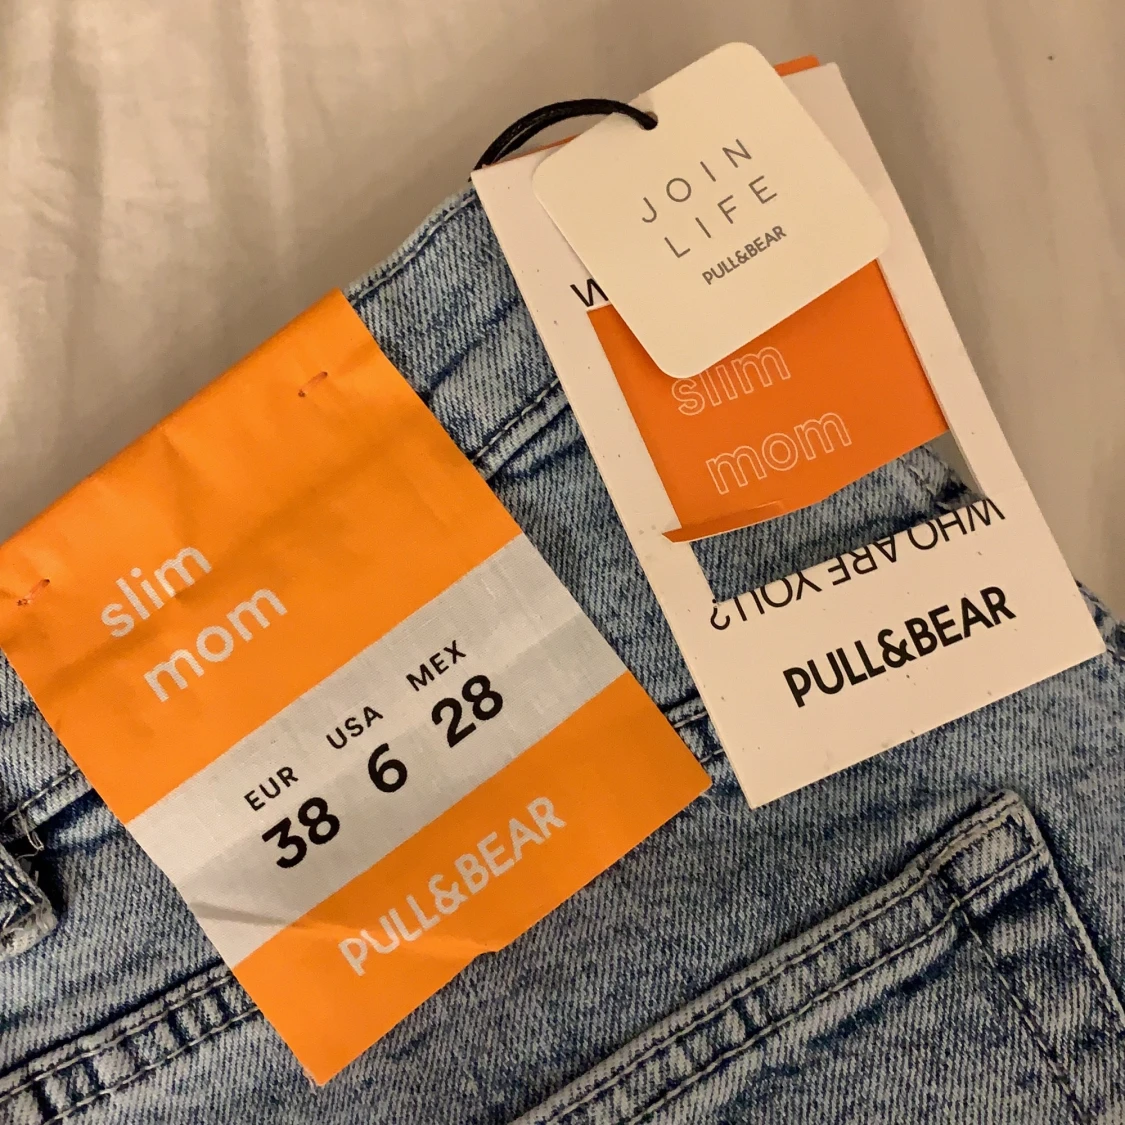 JOIN
LIFE
PULL&BEAR
slim
mom
WHO ARE YOU?
PULL&BEAR
slim
mom
EUR USA MEX
38 6 28
PULL&BEAR